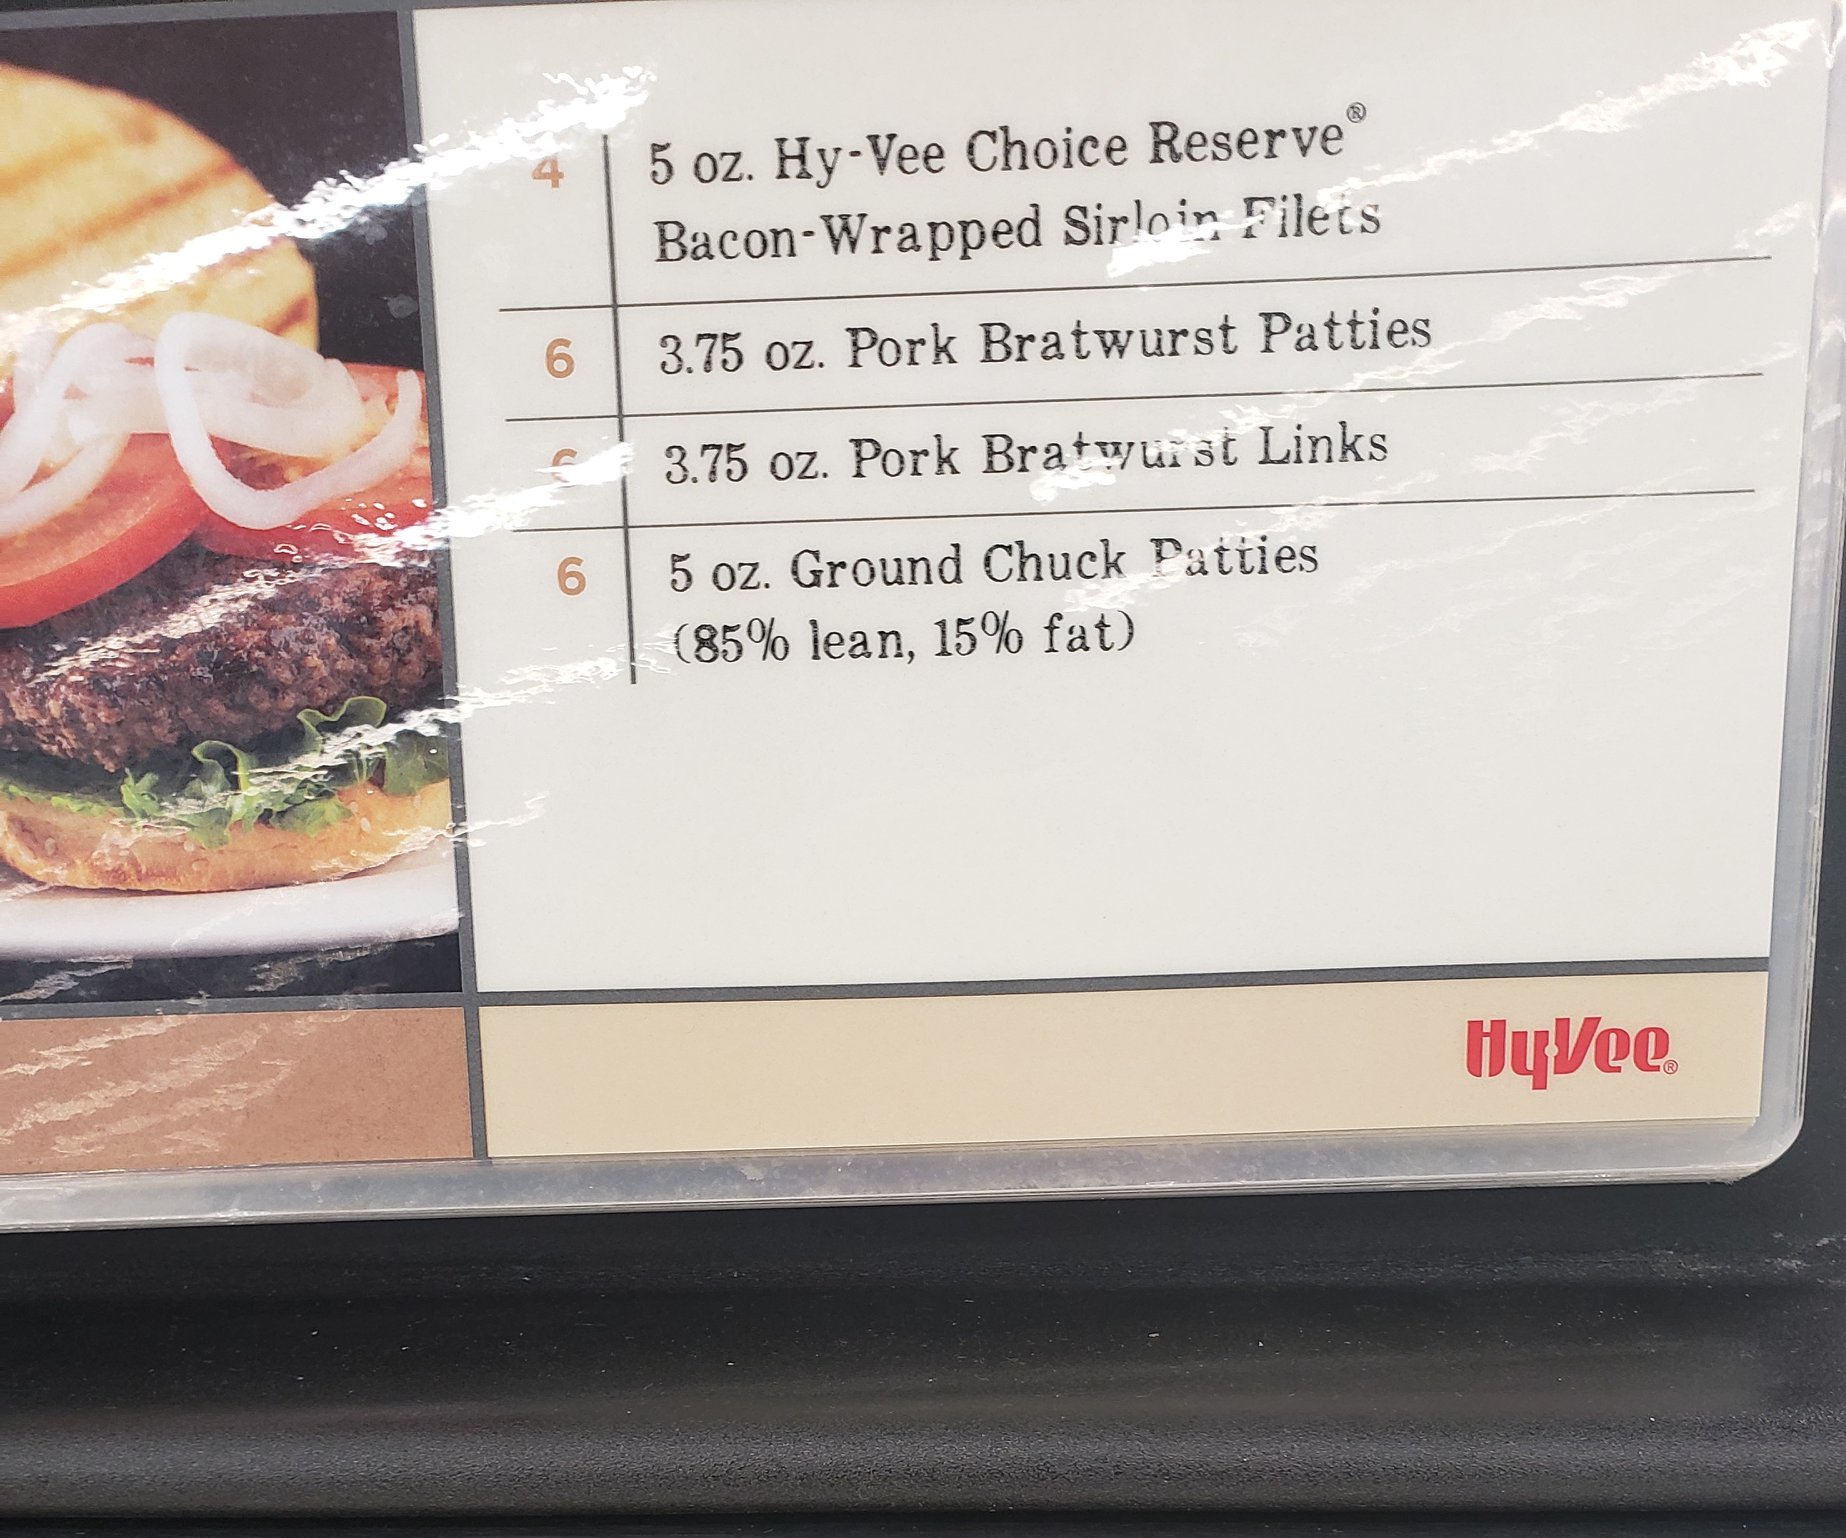 4 5 oz. Hy-Vee Choice Reserve®
Bacon-Wrapped Sirloin Filets
6 3.75 oz. Pork Bratwurst Patties
6 3.75 oz. Pork Bratwurst Links
6 5 oz. Ground Chuck Patties
(85% lean, 15% fat)
HyVee®